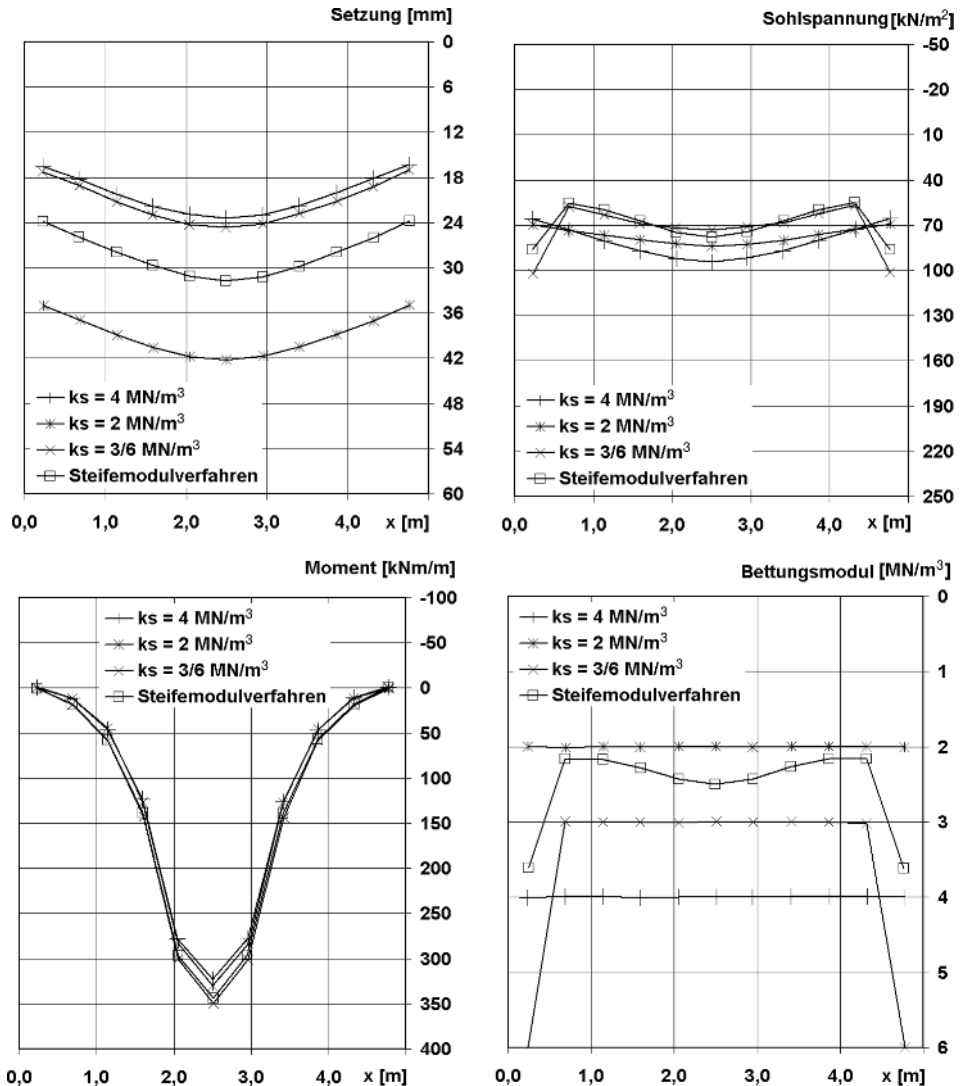 Setzung [mm]
0
6
12
18
24
30
36
42
48
54
60
ks = 4 MN/m³
ks = 2 MN/m³
ks = 3/6 MN/m³
Steifemodulverfahren
0,0 1,0 2,0 3,0 4,0 x [m]
Sohlspannung [kN/m²]
-50
-20
10
40
70
100
130
160
190
220
250
ks = 4 MN/m³
ks = 2 MN/m³
ks = 3/6 MN/m³
Steifemodulverfahren
0,0 1,0 2,0 3,0 4,0 x [m]
Moment [kNm/m]
-100
-50
0
50
100
150
200
250
300
350
400
ks = 4 MN/m³
ks = 2 MN/m³
ks = 3/6 MN/m³
Steifemodulverfahren
0,0 1,0 2,0 3,0 4,0 x [m]
Bettungsmodul [MN/m³]
0
1
2
3
4
5
6
ks = 4 MN/m³
ks = 2 MN/m³
ks = 3/6 MN/m³
Steifemodulverfahren
0,0 1,0 2,0 3,0 4,0 x [m]